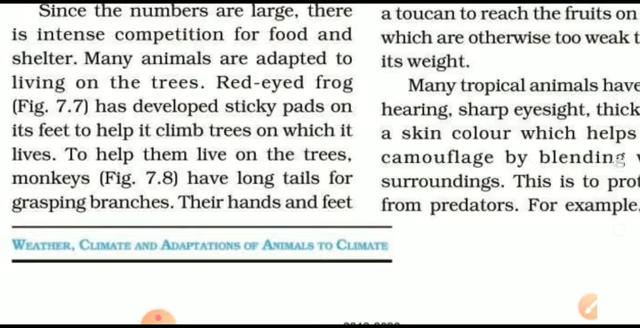 Since the numbers are large, there
is intense competition for food and
shelter. Many animals are adapted to
living on the trees. Red-eyed frog
(Fig. 7.7) has developed sticky pads on
its feet to help it climb trees on which it
lives. To help them live on the trees,
monkeys (Fig. 7.8) have long tails for
grasping branches. Their hands and feet
a toucan to reach the fruits on
which are otherwise too weak t
its weight.
Many tropical animals have
hearing, sharp eyesight, thick
a skin colour which helps
camouflage by blending
surroundings. This is to prot
from predators. For example,
WEATHER, CLIMATE AND ADAPTATIONS OF ANIMALS TO CLIMATE